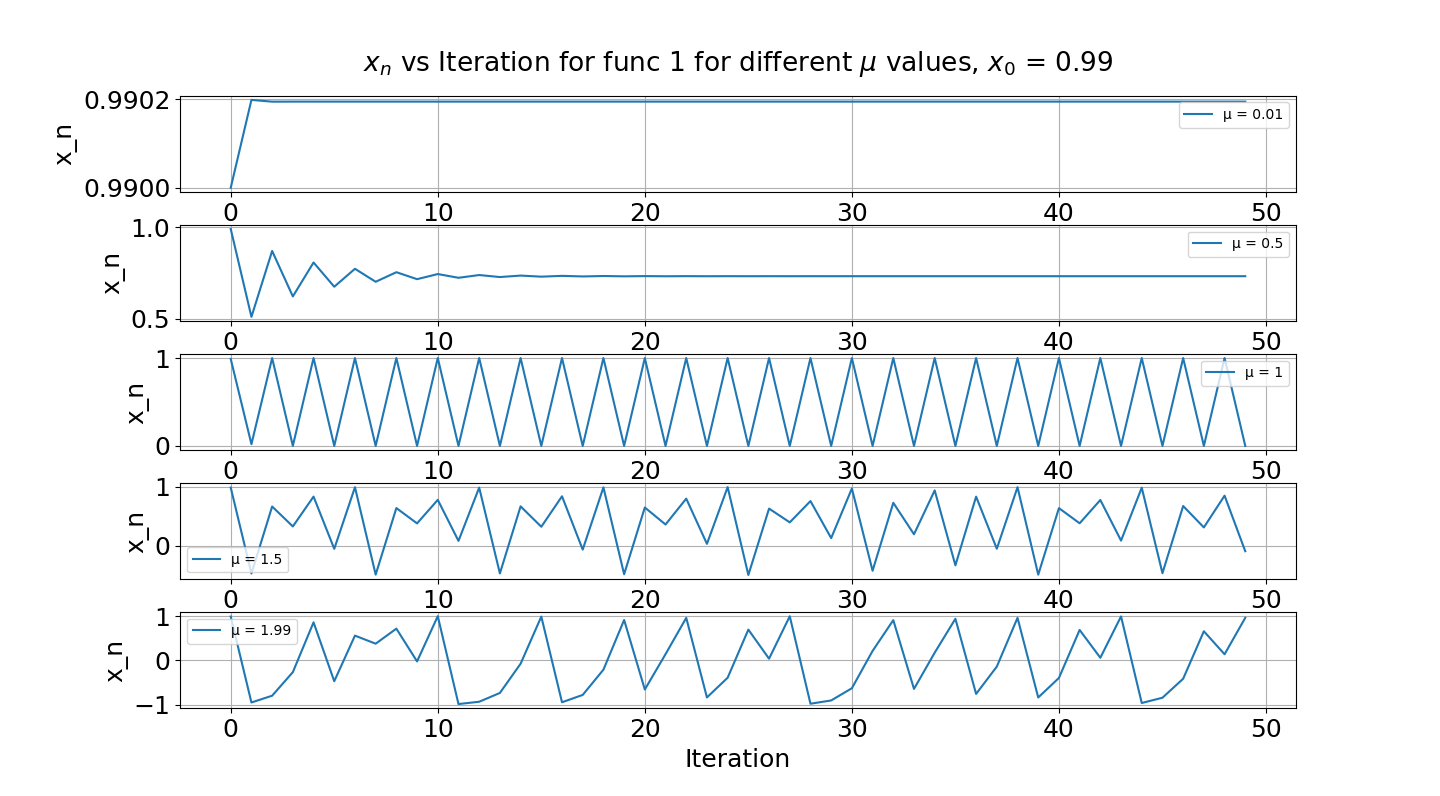 x_n vs Iteration for func 1 for different μ values, x_0 = 0.99
0.9902
0.9900
x_n
μ = 0.01
0 10 20 30 40 50
1.0
0.5
x_n
μ = 0.5
0 10 20 30 40 50
1
0
x_n
μ = 1
0 10 20 30 40 50
1
0
x_n
μ = 1.5
0 10 20 30 40 50
1
0
−1
x_n
μ = 1.99
0 10 20 30 40 50
Iteration